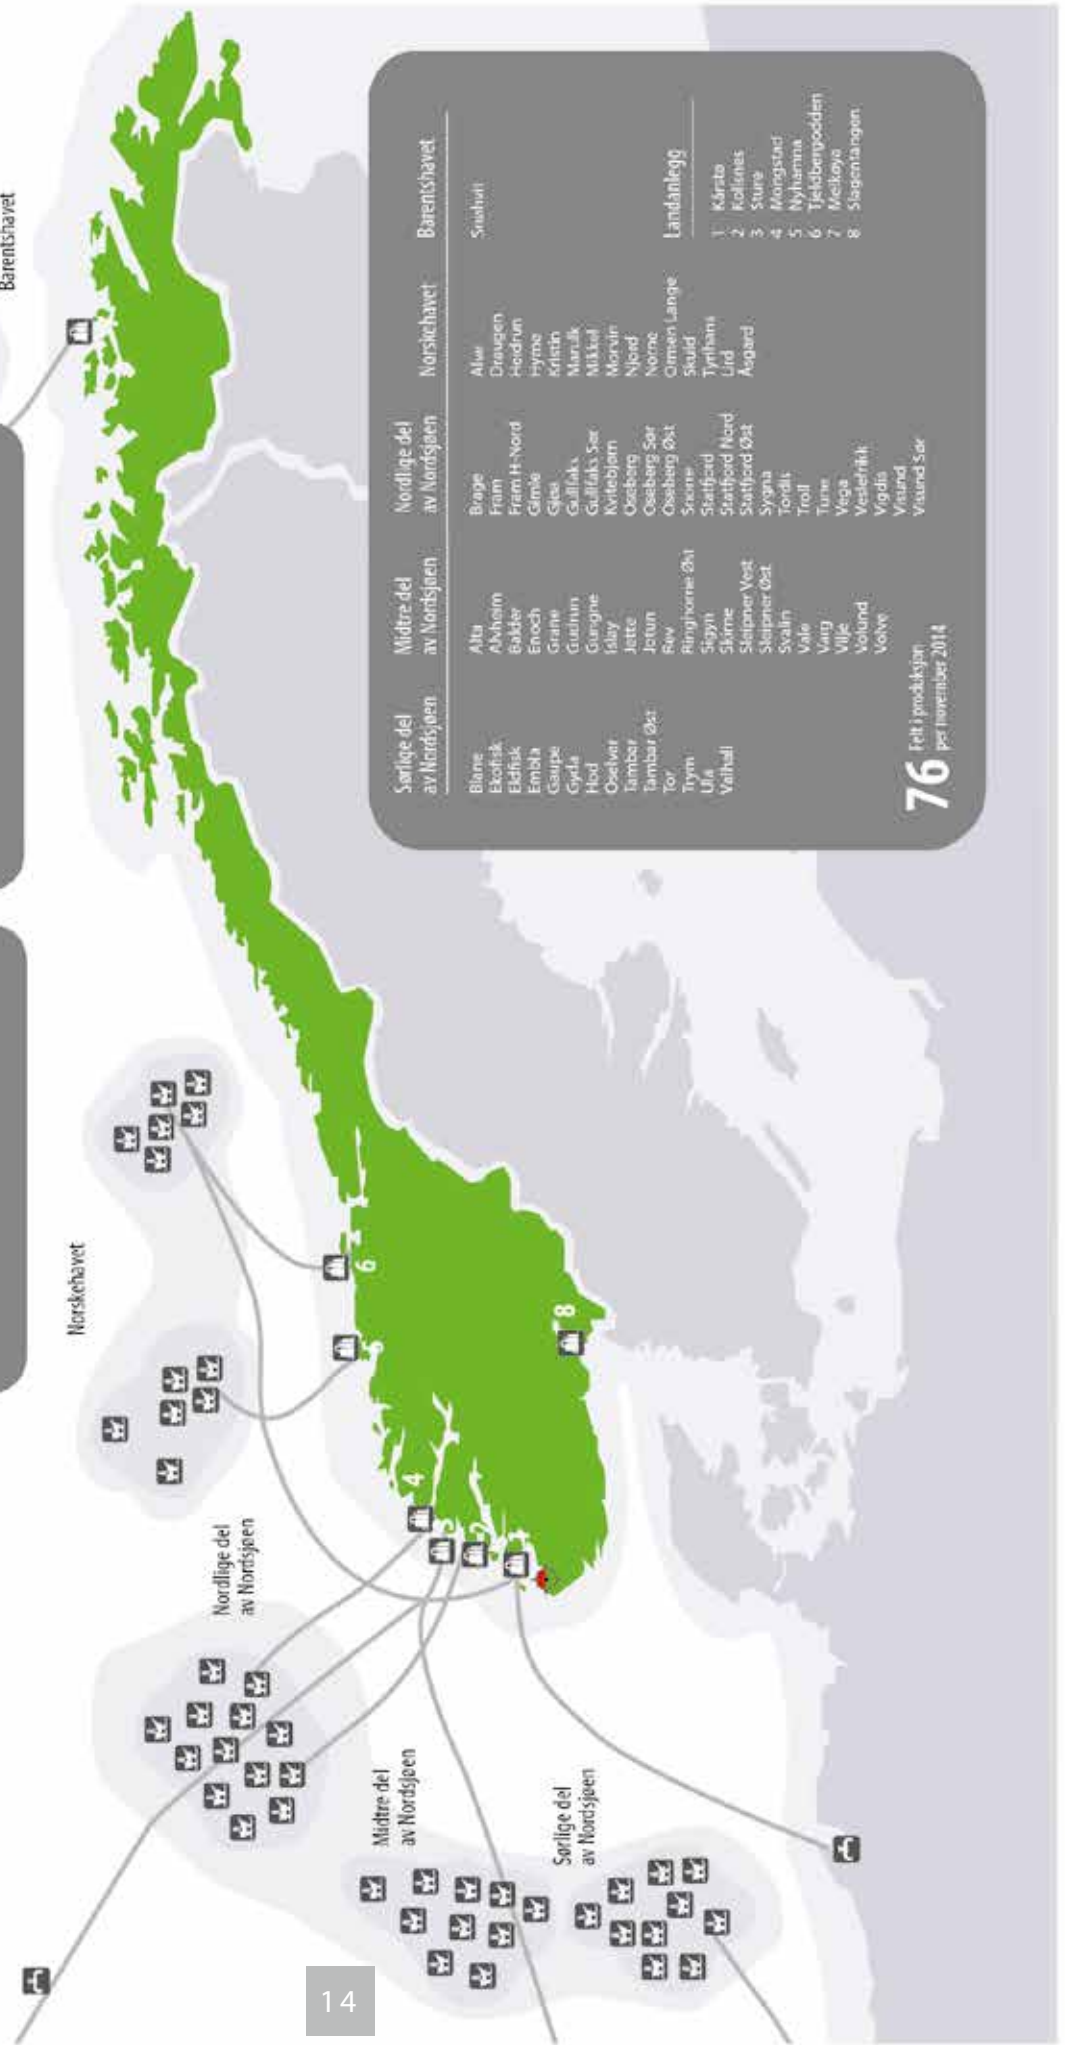 Barentshavet
Norskehavet
Nordlige del
av Nordsjøen
Midtre del
av Nordsjøen
Sørlige del
av Nordsjøen
1
2
3
4
5
6
8
Sørlige del
av Nordsjøen
Blane
Ekofisk
Eldfisk
Embla
Gaupe
Gyda
Hod
Oselvar
Tambar
Tambar Øst
Tor
Trym
Ula
Valhall
Midtre del
av Nordsjøen
Alta
Alvheim
Balder
Enoch
Grane
Gudrun
Gungne
Islay
Jette
Jotun
Rev
Ringhorne Øst
Sigyn
Skirne
Sleipner Vest
Sleipner Øst
Svalin
Vale
Varg
Vilje
Volund
Volve
Nordlige del
av Nordsjøen
Brage
Fram
Fram H-Nord
Gimle
Gjøa
Gullfaks
Gullfaks Sør
Kvitebjørn
Oseberg
Oseberg Sør
Oseberg Øst
Snorre
Statfjord
Statfjord Nord
Statfjord Øst
Sygna
Tordis
Troll
Tune
Vega
Veslefrikk
Vigdis
Visund
Visund Sør
Norskehavet
Alve
Draugen
Heidrun
Hyme
Kristin
Marulk
Mikkel
Morvin
Njord
Norne
Ormen Lange
Skuld
Tyrihans
Urd
Åsgard
Barentshavet
Snøhvit
Landanlegg
1 Kårstø
2 Kollsnes
3 Sture
4 Mongstad
5 Nyhamna
6 Tjeldbergodden
7 Melkøya
8 Slagentangen
76 Felt i produksjon
per november 2014
14